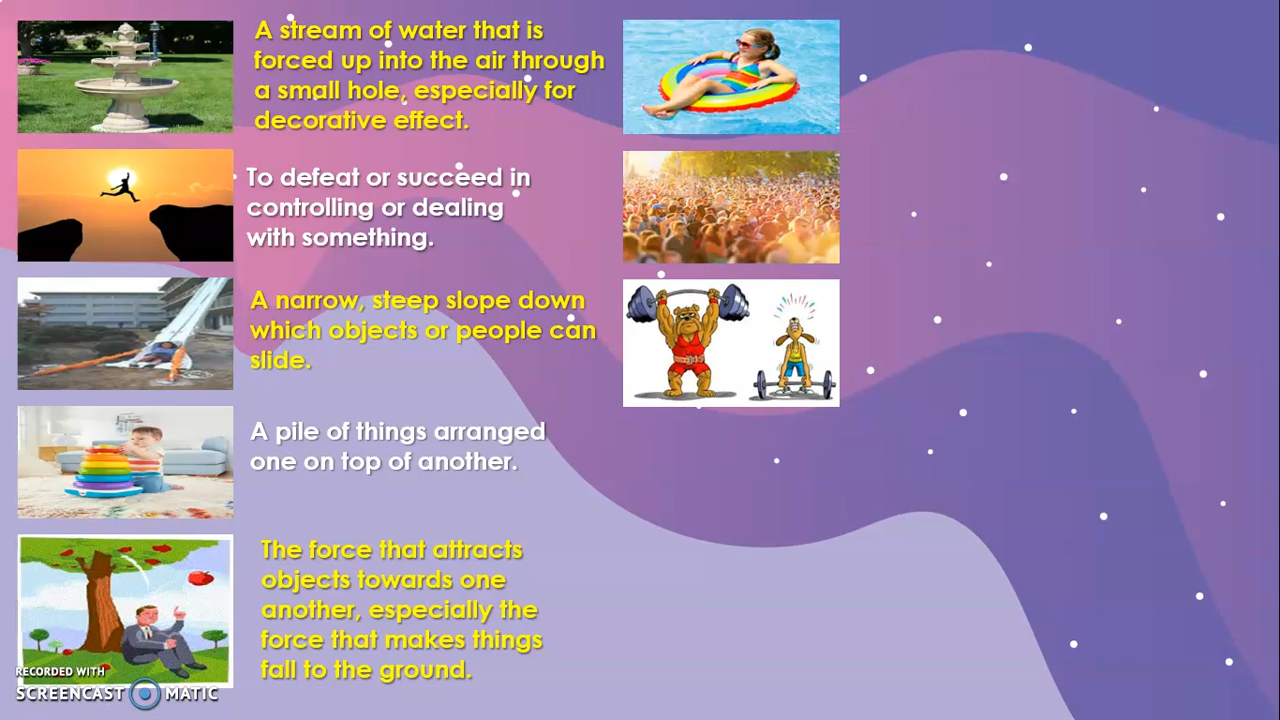 A stream of water that is
forced up into the air through
a small hole, especially for
decorative effect.
To defeat or succeed in
controlling or dealing
with something.
A narrow, steep slope down
which objects or people can
slide.
A pile of things arranged
one on top of another.
The force that attracts
objects towards one
another, especially the
force that makes things
fall to the ground.
RECORDED WITH
SCREENCAST MATIC